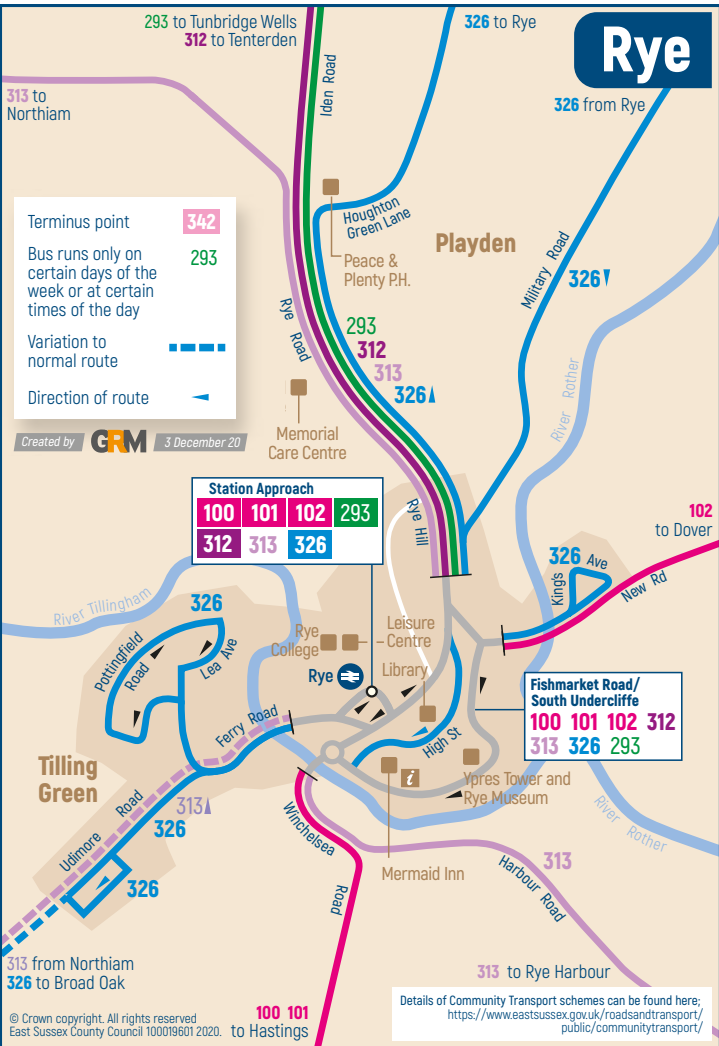 293 to Tunbridge Wells
312 to Tenterden
326 to Rye
Rye
313 to
Northiam
Iden Road
326 from Rye
Terminus point 342
Bus runs only on
certain days of the
week or at certain
times of the day
293
Variation to
normal route
Direction of route
Created by GRM 3 December 20
Houghton
Green Lane
Playden
Peace &
Plenty P.H.
Military Road
326
Rye Road
293
312
313
326
River Rother
Memorial
Care Centre
Station Approach
100 101 102 293
312 313 326
Rye Hill
102
to Dover
326
King's Ave
New Rd
River Tillingham
326
Pottingfield
Road
Lea Ave
Rye
College
Leisure
Centre
Rye
Library
Fishmarket Road/
South Undercliffe
100 101 102 312
313 326 293
Ferry Road
High St
Tilling
Green
Ypres Tower and
Rye Museum
i
313
326
Udimore Road
Winchelsea
Road
River Rother
Mermaid Inn
313
Harbour Road
326
313 from Northiam
326 to Broad Oak
313 to Rye Harbour
© Crown copyright. All rights reserved
East Sussex County Council 100019601 2020.
100 101
to Hastings
Details of Community Transport schemes can be found here;
https://www.eastsussex.gov.uk/roadsandtransport/
public/communitytransport/